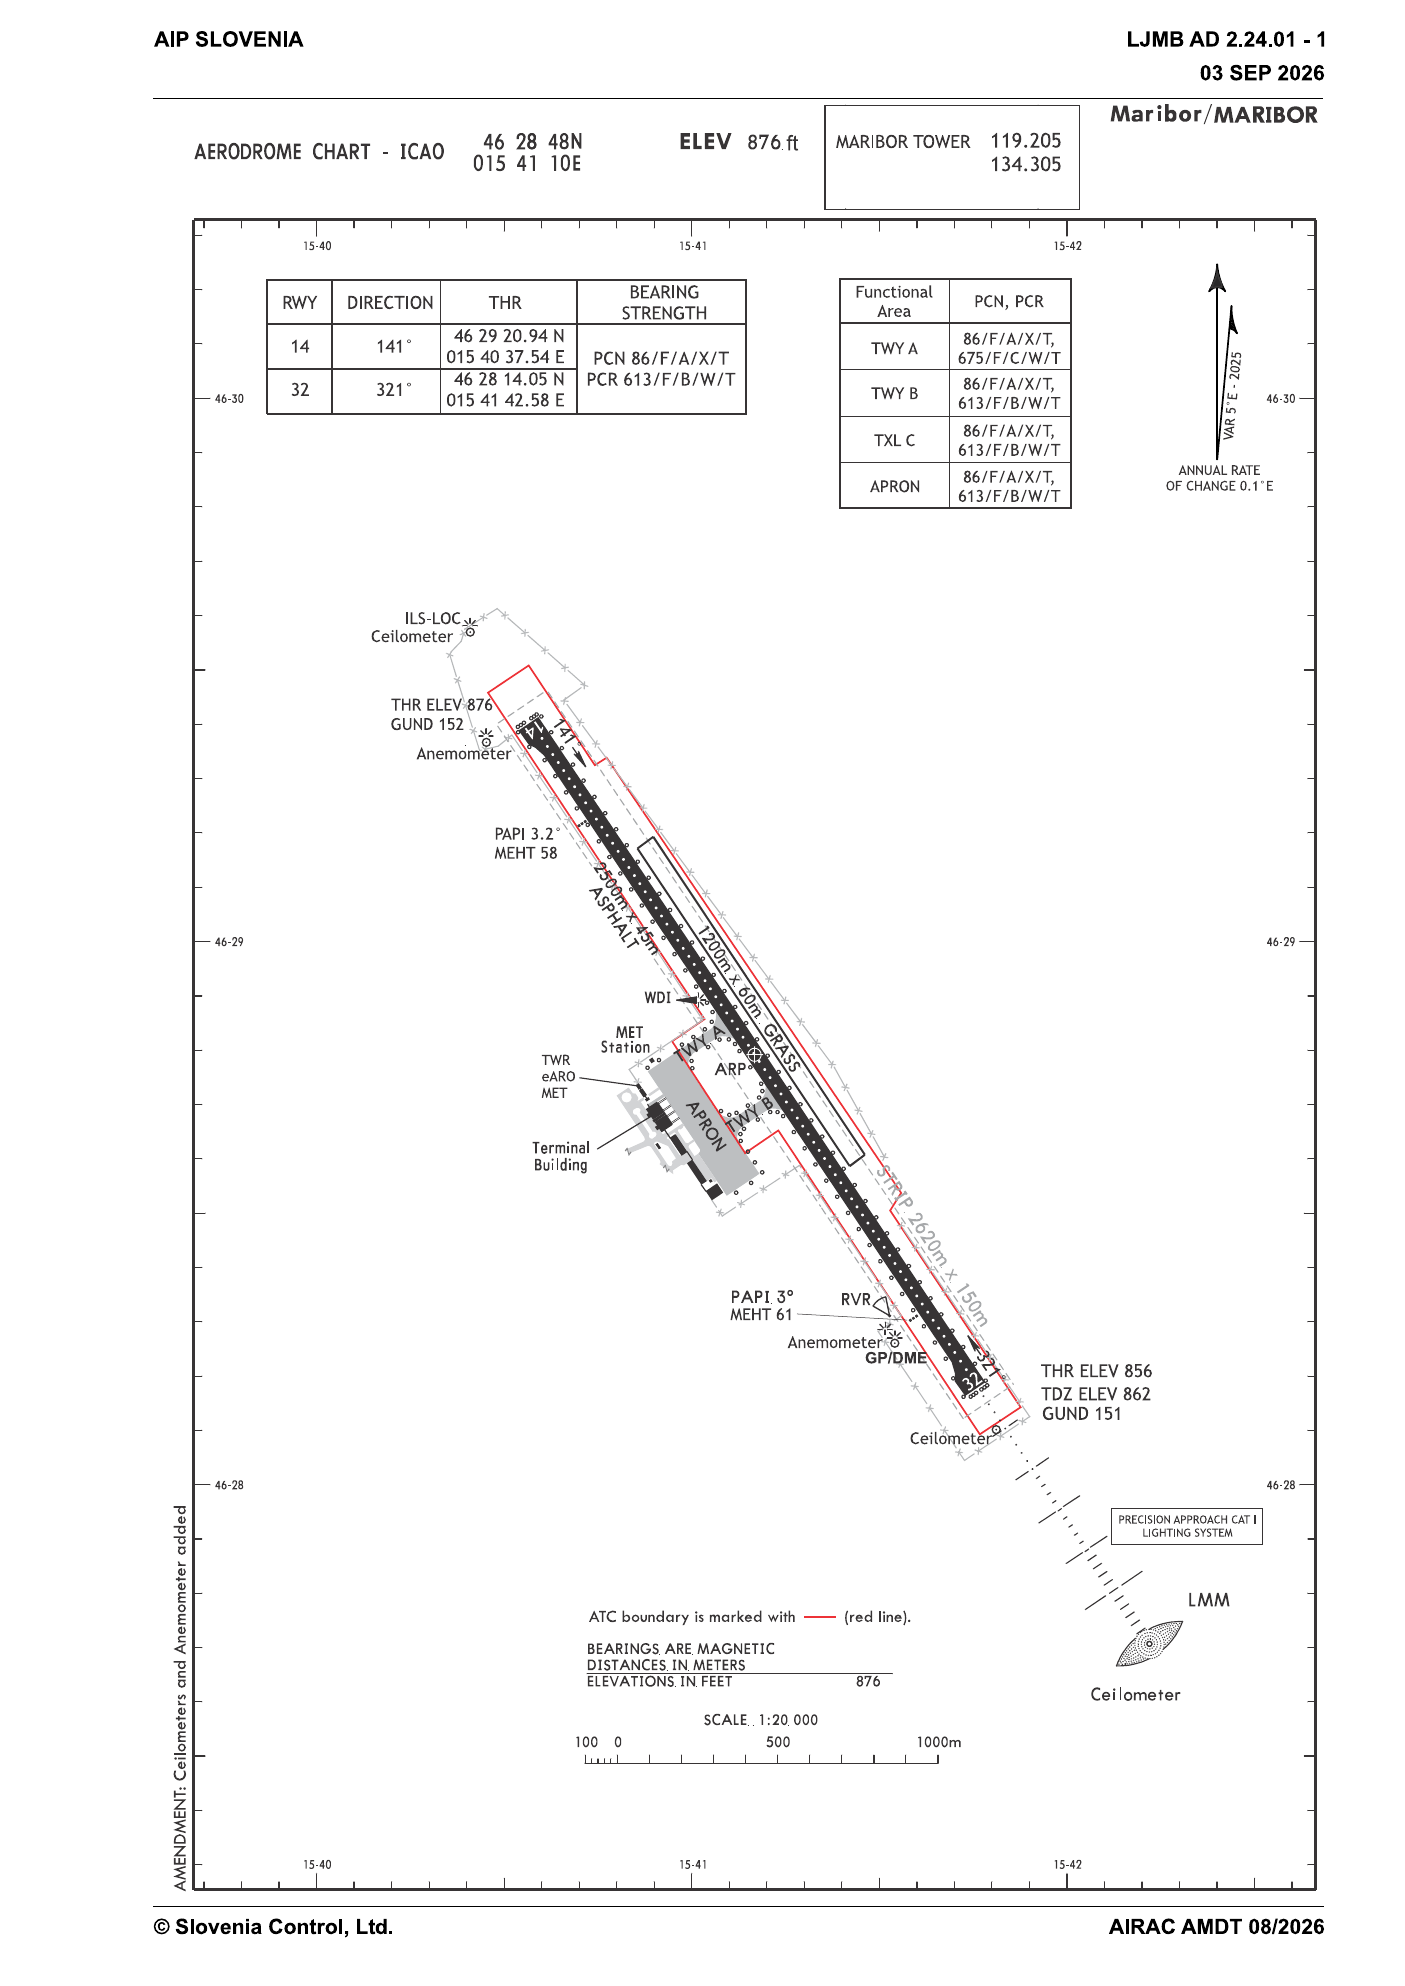 AIP SLOVENIA
LJMB AD 2.24.01 - 1
03 SEP 2026
Maribor/MARIBOR
AERODROME CHART - ICAO
46 28 48N
015 41 10E
ELEV 876 ft
MARIBOR TOWER 119.205
134.305
15-40
15-41
15-42
RWY DIRECTION THR BEARING STRENGTH
14 141° 46 29 20.94 N
015 40 37.54 E
32 321° 46 28 14.05 N
015 41 42.58 E
PCN 86/F/A/X/T
PCR 613/F/B/W/T
Functional Area PCN, PCR
TWY A 86/F/A/X/T,
675/F/C/W/T
TWY B 86/F/A/X/T,
613/F/B/W/T
TXL C 86/F/A/X/T,
613/F/B/W/T
APRON 86/F/A/X/T,
613/F/B/W/T
VAR 5°E - 2025
ANNUAL RATE
OF CHANGE 0.1°E
46-30
46-30
ILS-LOC
Ceilometer
THR ELEV 876
GUND 152
Anemometer
14
141°
PAPI 3.2°
MEHT 58
2500m x 45m
ASPHALT
46-29
46-29
1200m x 60m GRASS
WDI
MET
Station
TWY A
ARP
TWR
eARO
MET
APRON
TWY B
Terminal
Building
STRIP 2620m x 150m
PAPI 3°
MEHT 61
RVR
Anemometer
GP/DME
321°
32
THR ELEV 856
TDZ ELEV 862
GUND 151
Ceilometer
46-28
46-28
PRECISION APPROACH CAT I
LIGHTING SYSTEM
LMM
Ceilometer
ATC boundary is marked with (red line).
BEARINGS ARE MAGNETIC
DISTANCES IN METERS
ELEVATIONS IN FEET 876
SCALE 1:20 000
100 0 500 1000m
15-40
15-41
15-42
AMENDMENT: Ceilometers and Anemometer added
© Slovenia Control, Ltd.
AIRAC AMDT 08/2026